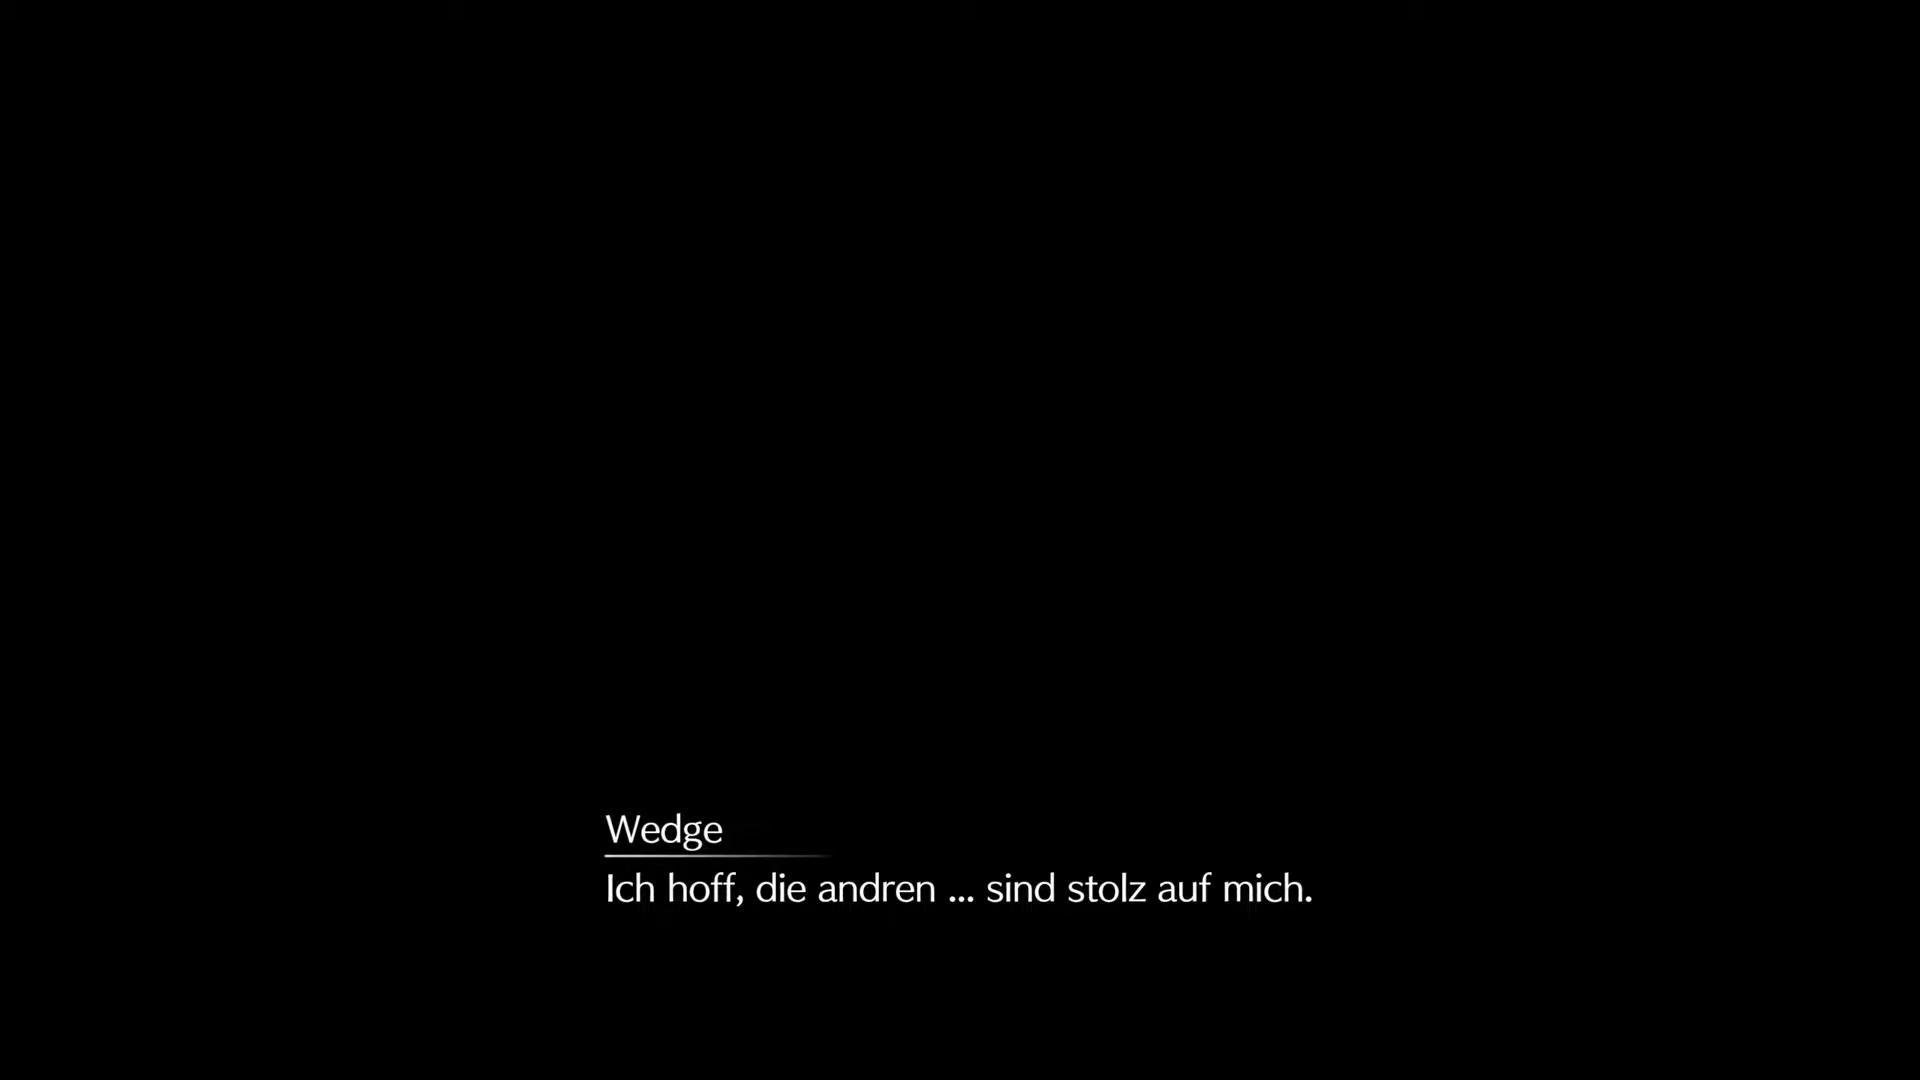 Wedge
Ich hoff, die andren ... sind stolz auf mich.